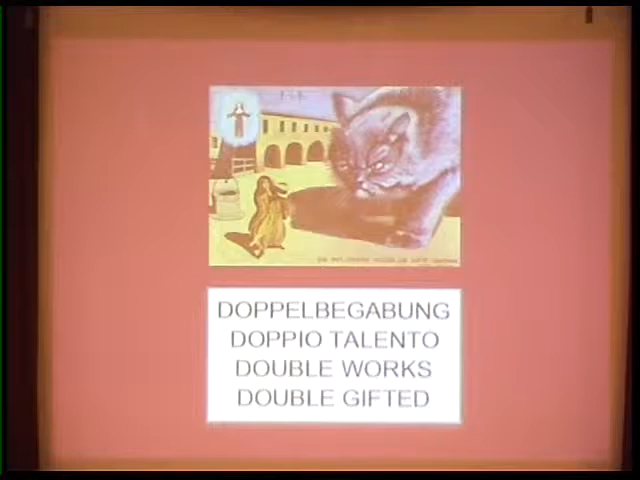 DOPPELBEGABUNG
DOPPIO TALENTO
DOUBLE WORKS
DOUBLE GIFTED